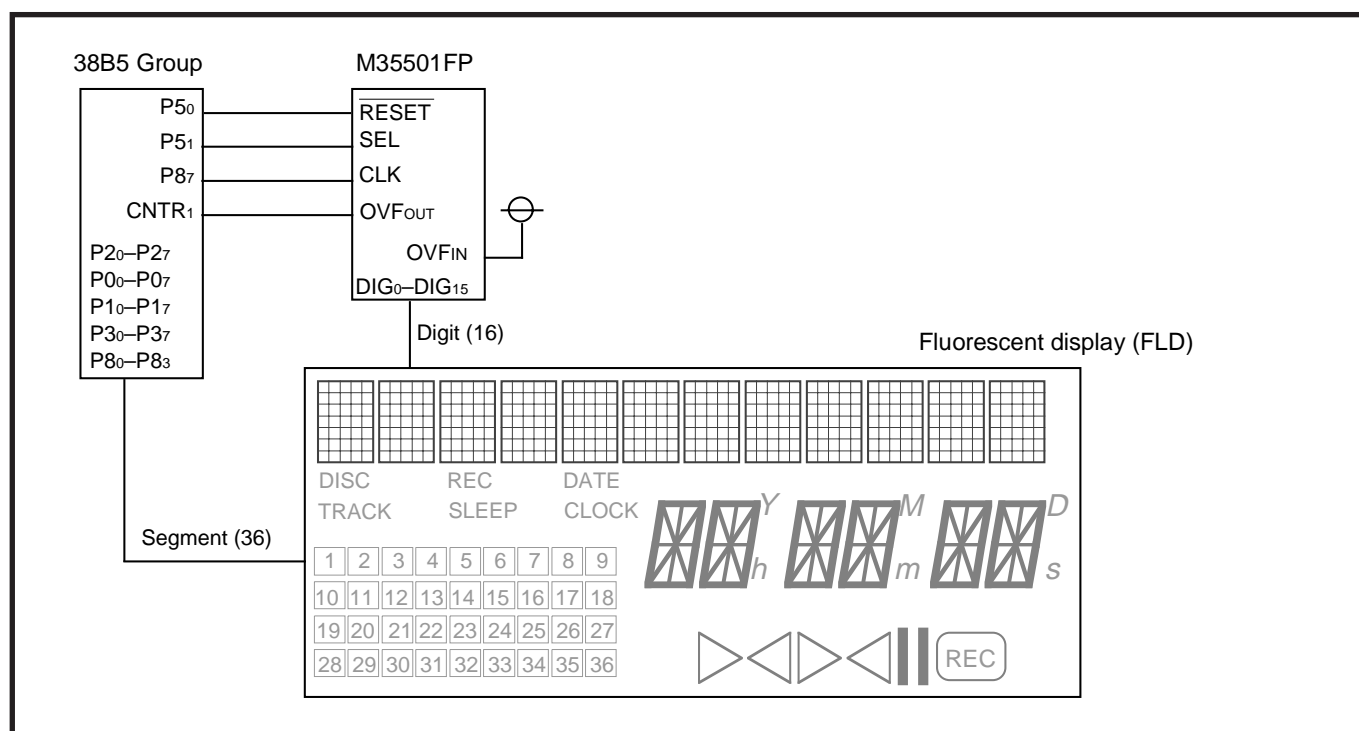 38B5 Group
M35501FP
P50
RESET
P51
SEL
P87
CLK
CNTR1
OVFOUT
P20–P27
OVFIN
P00–P07
P10–P17
DIG0–DIG15
P30–P37
P80–P83
Digit (16)
Fluorescent display (FLD)
DISC REC DATE
TRACK SLEEP CLOCK
Y M D
h m s
Segment (36)
1 2 3 4 5 6 7 8 9
10 11 12 13 14 15 16 17 18
19 20 21 22 23 24 25 26 27
28 29 30 31 32 33 34 35 36
REC